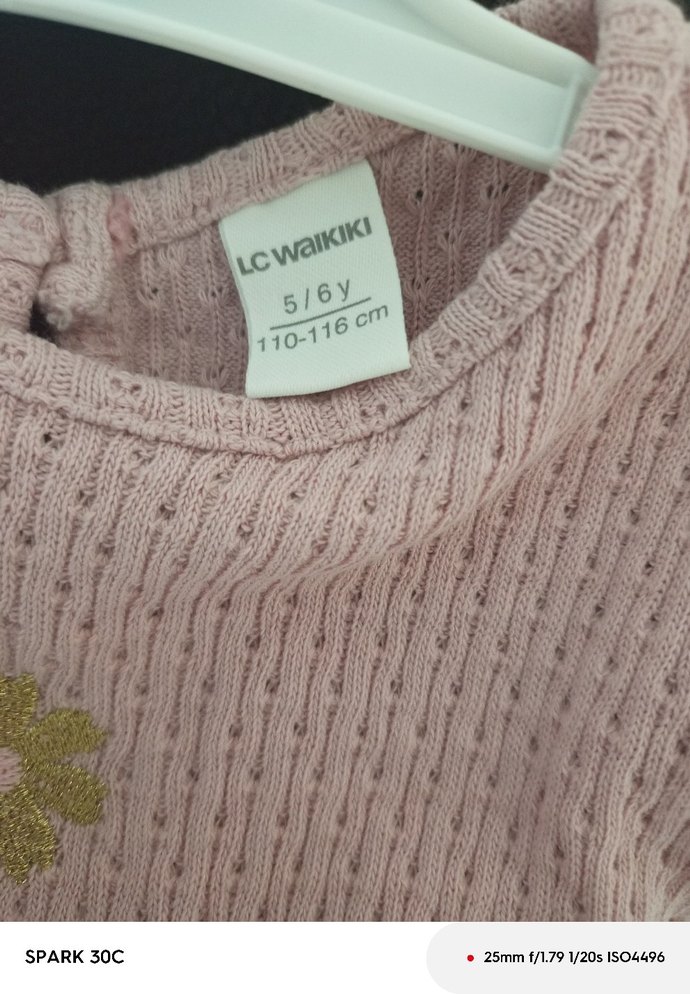 LC WAIKIKI
5/6 y
110-116 cm
SPARK 30C
25mm f/1.79 1/20s ISO4496